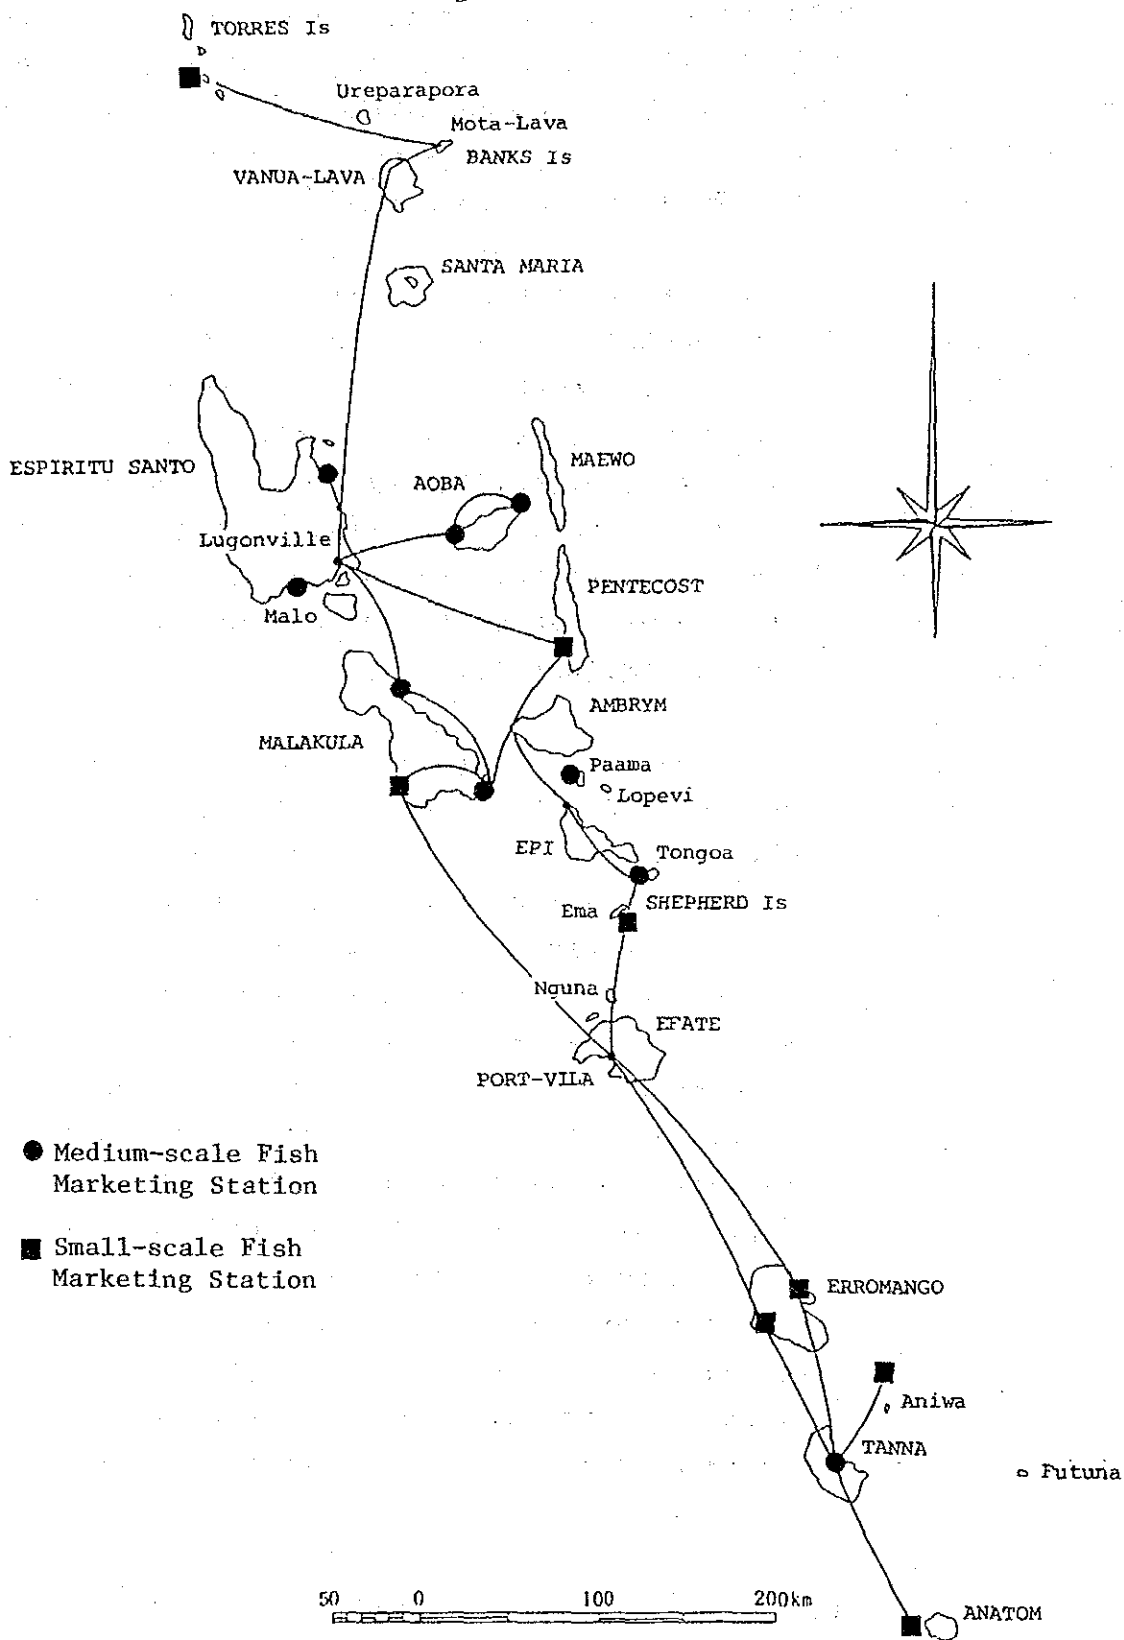 TORRES Is
Ureparapora
Mota-Lava
BANKS Is
VANUA-LAVA
SANTA MARIA
ESPIRITU SANTO
MAEWO
AOBA
Lugonville
PENTECOST
Malo
AMBRYM
MALAKULA
Paama
Lopevi
EPI
Tongoa
SHEPHERD Is
Ema
Nguna
EFATE
PORT-VILA
Medium-scale Fish
Marketing Station
Small-scale Fish
Marketing Station
ERROMANGO
Aniwa
TANNA
Futuna
50 0 100 200km
ANATOM